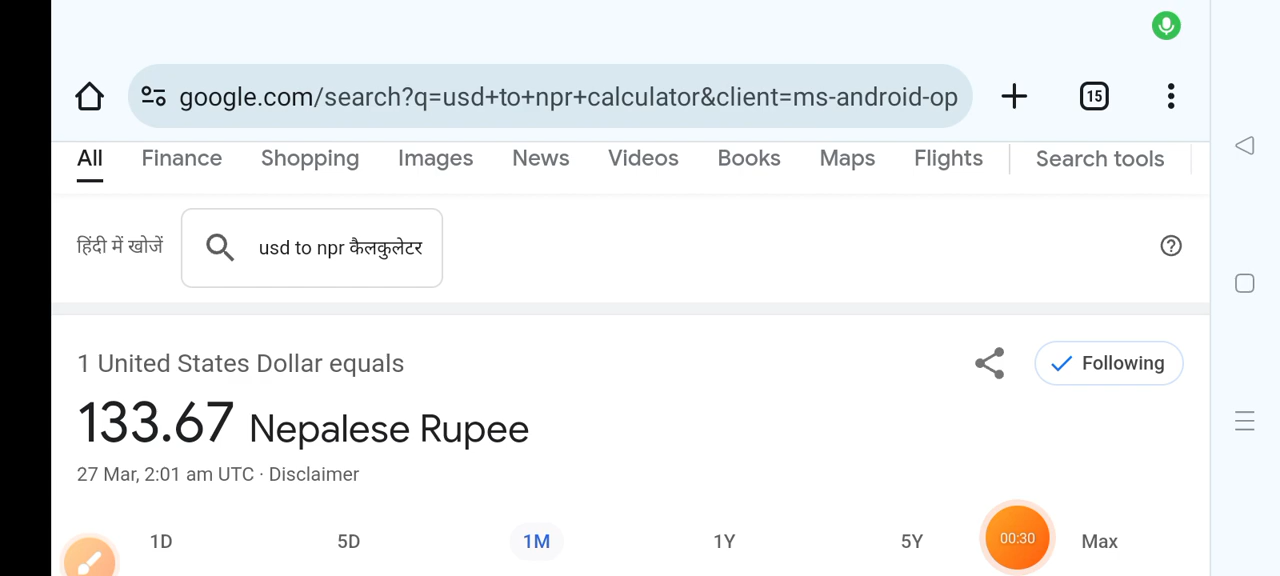 google.com/search?q=usd+to+npr+calculator&client=ms-android-op
15
All Finance Shopping Images News Videos Books Maps Flights Search tools
हिंदी में खोजें usd to npr कैलकुलेटर
1 United States Dollar equals
Following
133.67 Nepalese Rupee
27 Mar, 2:01 am UTC · Disclaimer
1D 5D 1M 1Y 5Y 00:30 Max